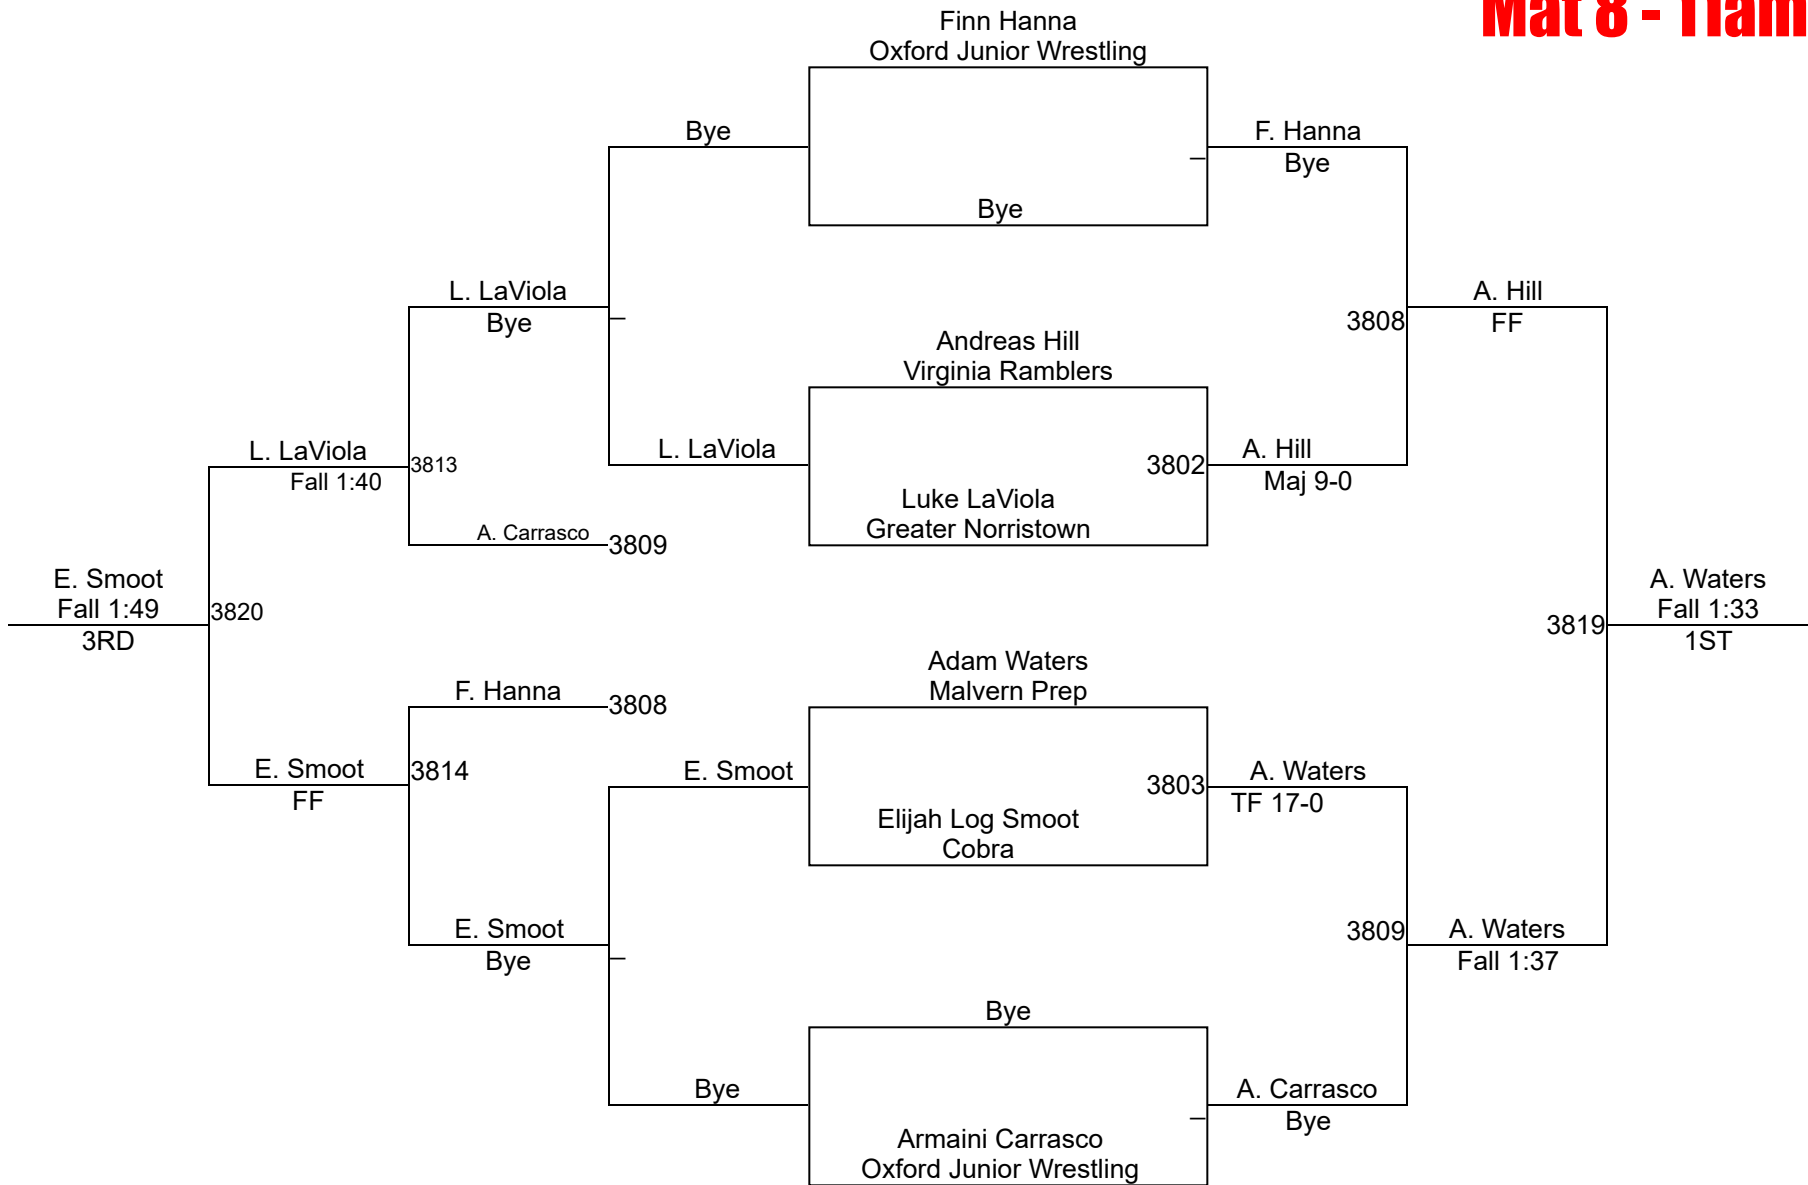 Mat 8 - 11am
Finn Hanna
Oxford Junior Wrestling
Bye
F. Hanna
Bye
Bye
L. LaViola
Bye
A. Hill
FF
3808
Andreas Hill
Virginia Ramblers
L. LaViola
Fall 1:40
3813
L. LaViola
3802
A. Hill
Maj 9-0
Luke LaViola
Greater Norristown
A. Carrasco
3809
E. Smoot
Fall 1:49
3RD
3820
A. Waters
Fall 1:33
1ST
3819
Adam Waters
Malvern Prep
F. Hanna
3808
E. Smoot
FF
3814
E. Smoot
3803
A. Waters
TF 17-0
Elijah Log Smoot
Cobra
E. Smoot
Bye
3809
A. Waters
Fall 1:37
Bye
Bye
A. Carrasco
Bye
Armaini Carrasco
Oxford Junior Wrestling